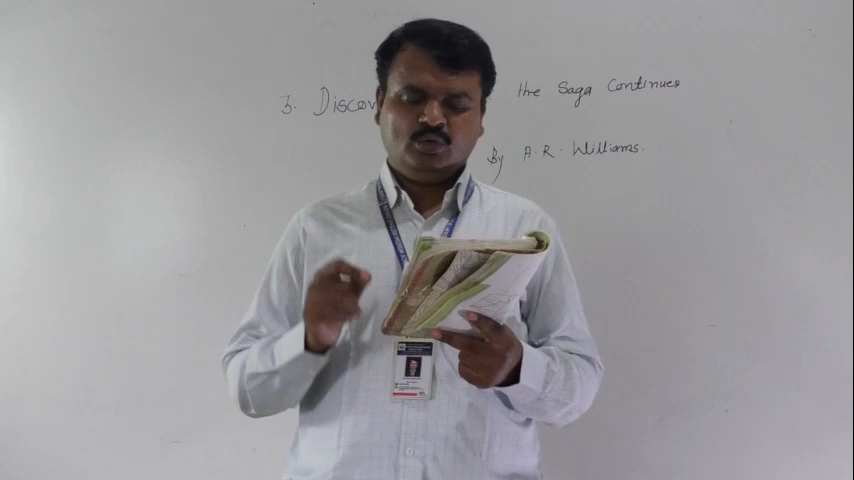 3. Discov the Saga Continues
By A. R. Williams.